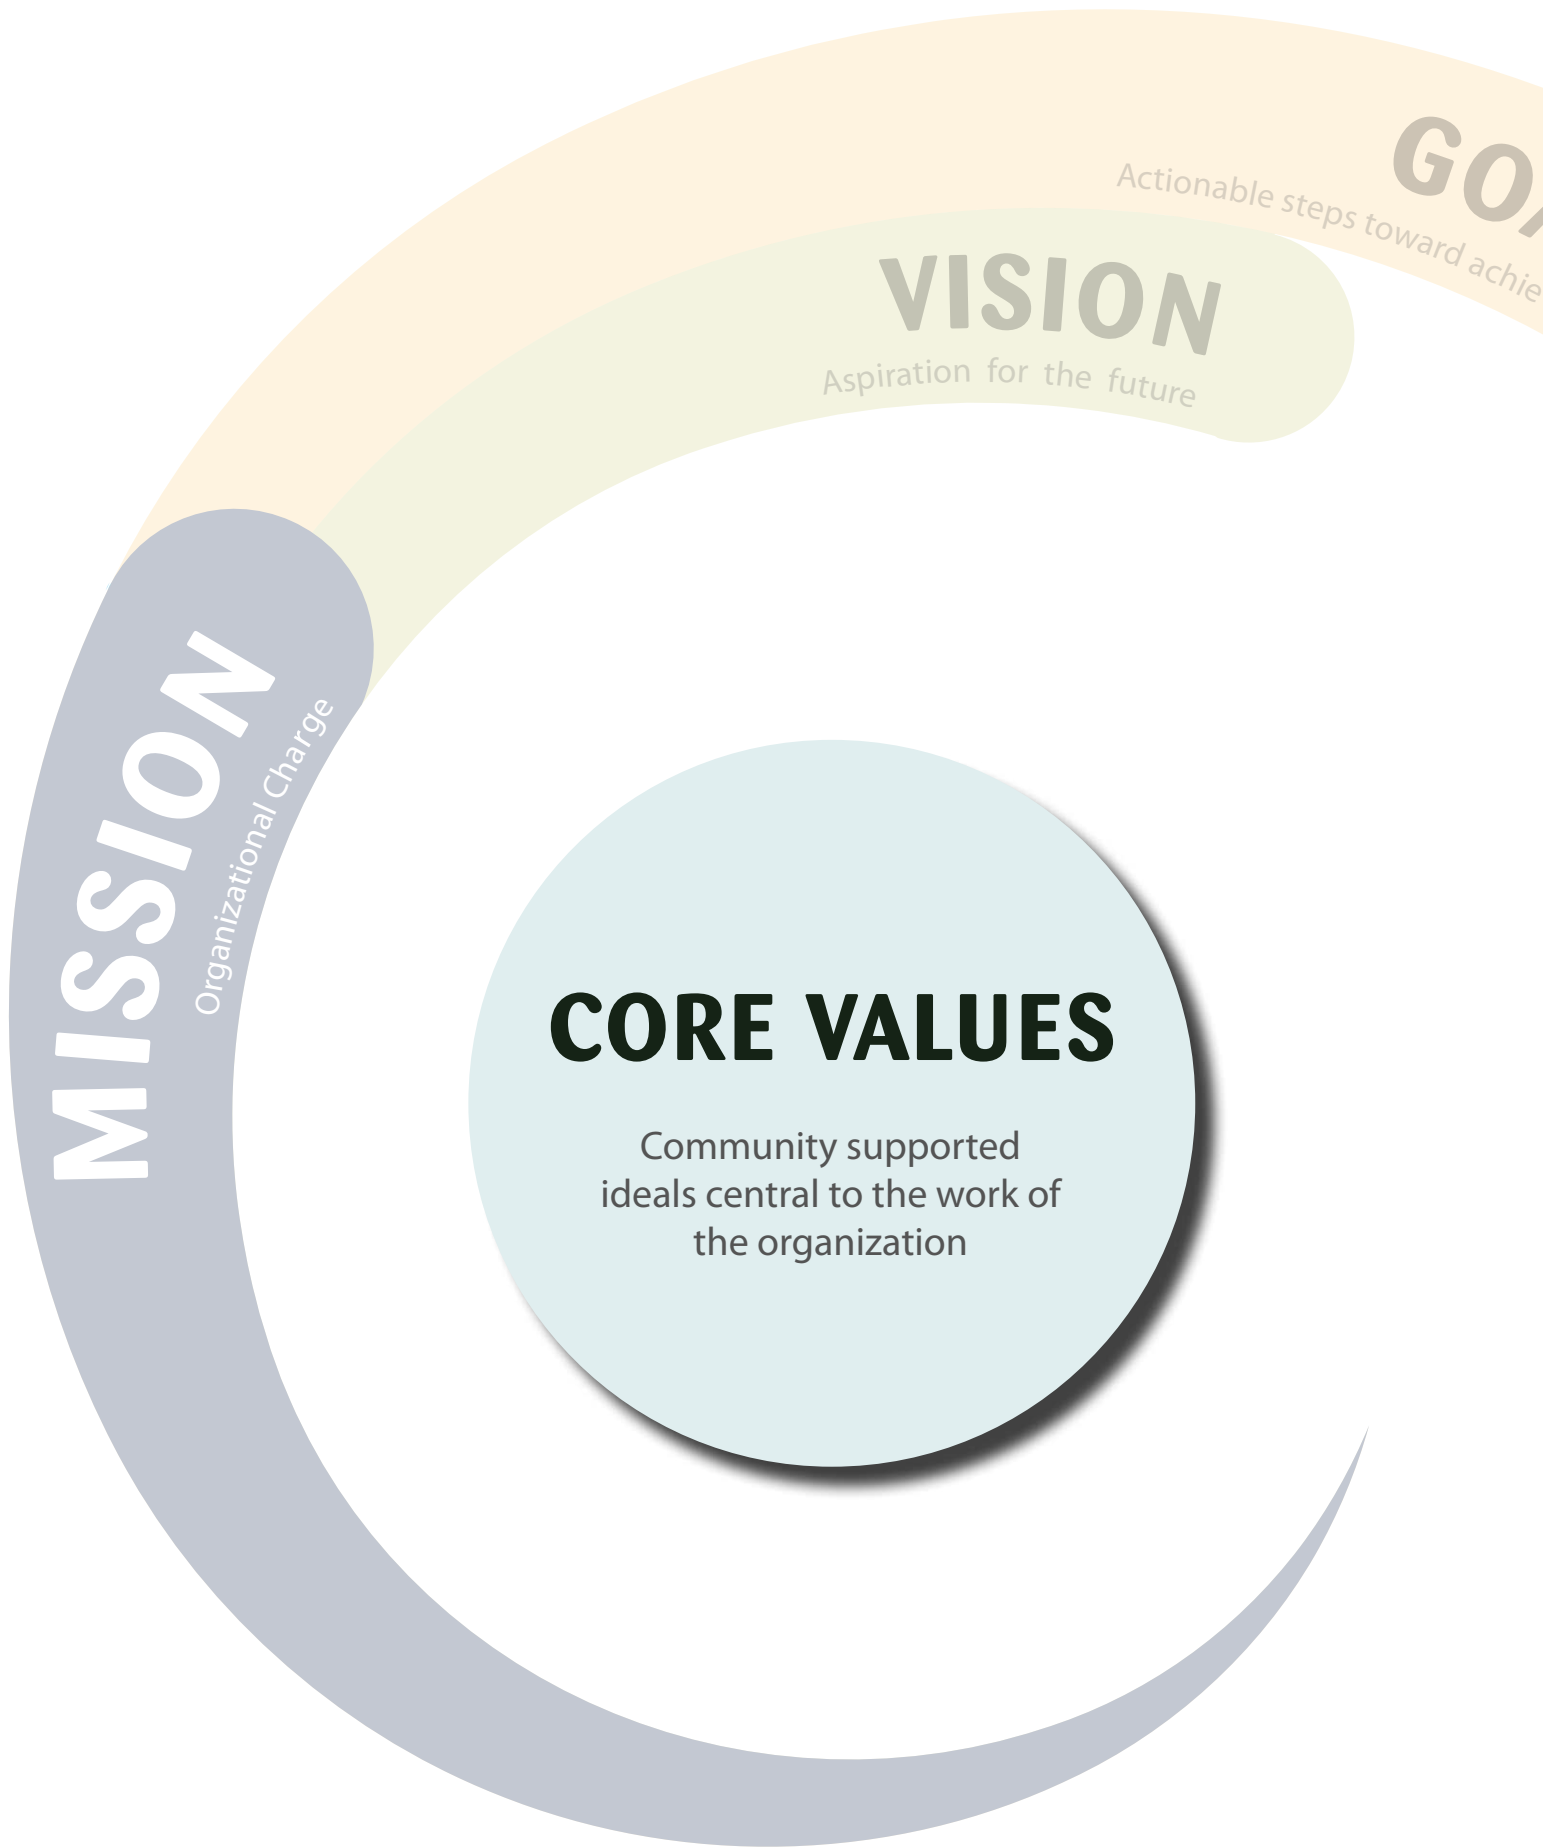 GOA
Actionable steps toward achie
VISION
Aspiration for the future
MISSION
Organizational Charge
CORE VALUES
Community supported
ideals central to the work of
the organization